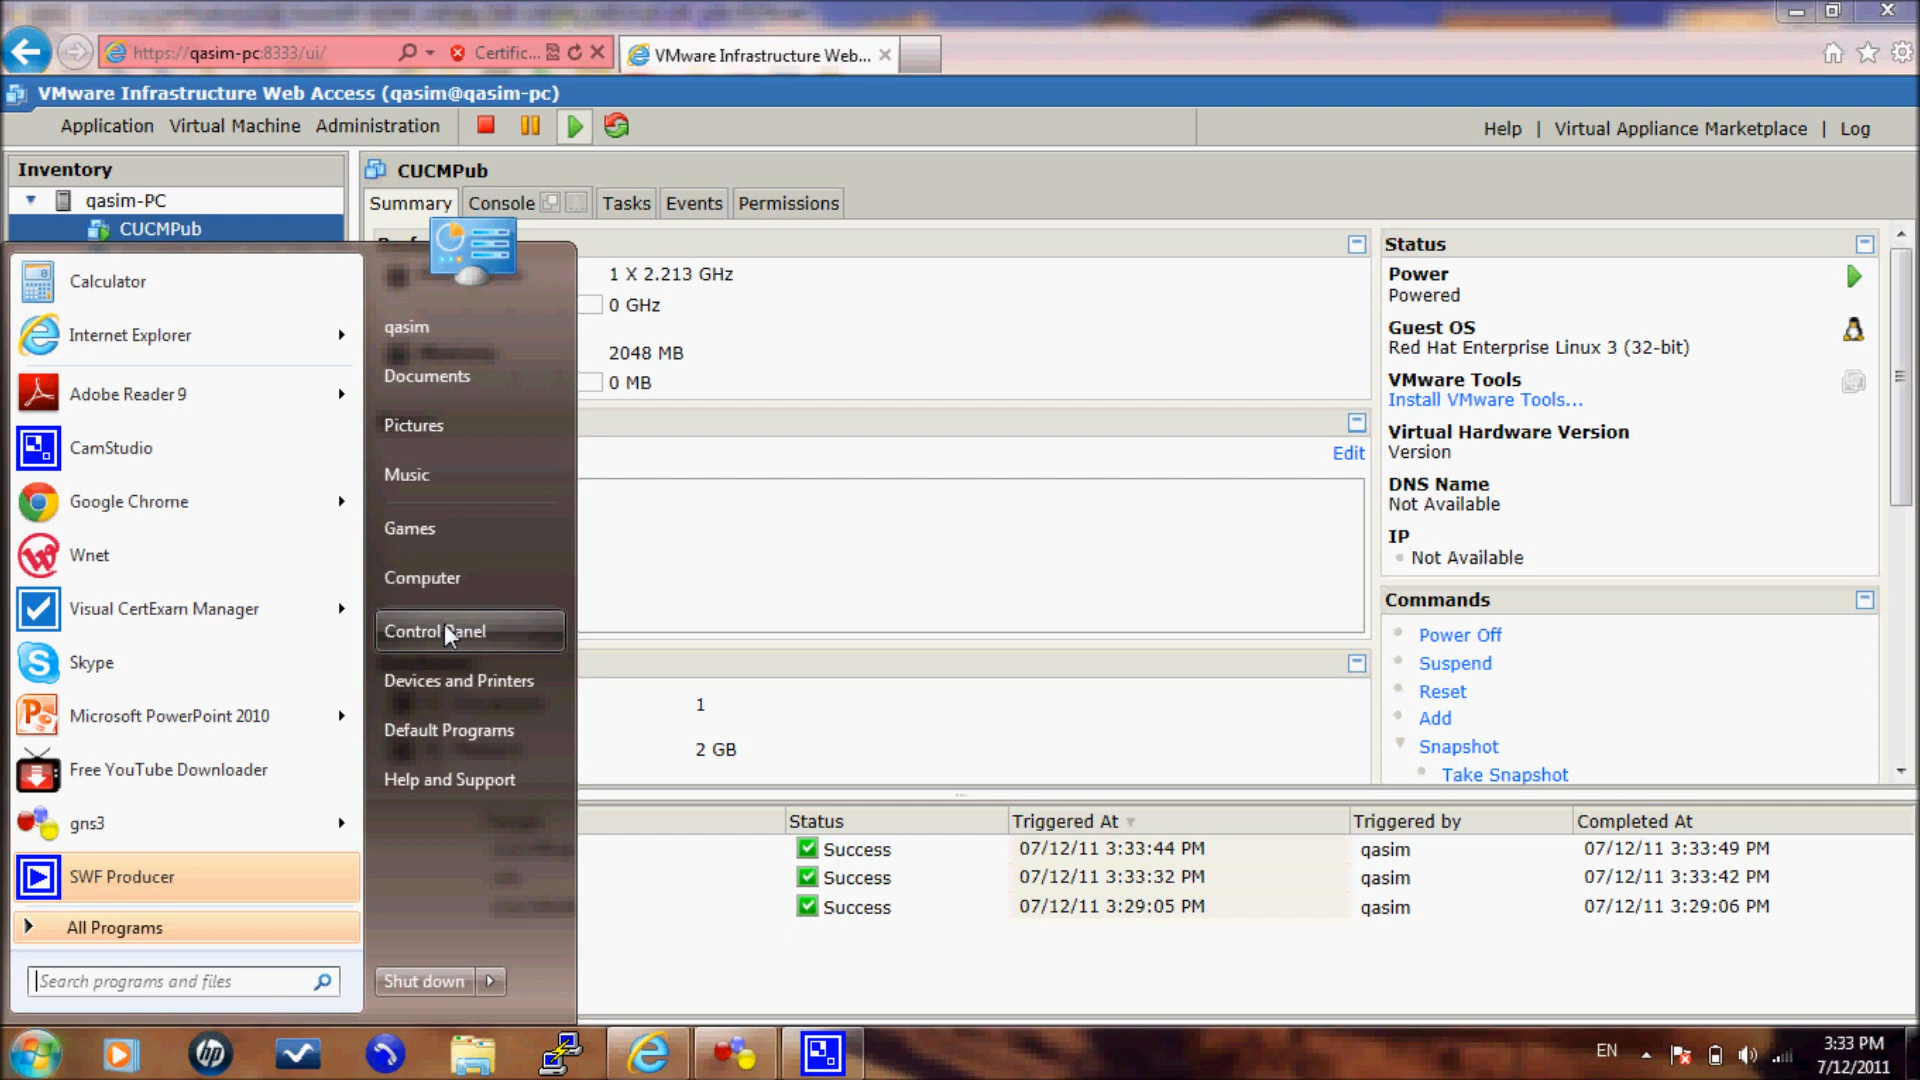 https://qasim-pc:8333/ui/
Certific...
VMware Infrastructure Web...
VMware Infrastructure Web Access (qasim@qasim-pc)
Application Virtual Machine Administration
Help | Virtual Appliance Marketplace | Log
Inventory
qasim-PC
CUCMPub
CUCMPub
Summary Console Tasks Events Permissions
1 X 2.213 GHz
0 GHz
2048 MB
0 MB
Edit
1
2 GB
Status
Power
Powered
Guest OS
Red Hat Enterprise Linux 3 (32-bit)
VMware Tools
Install VMware Tools...
Virtual Hardware Version
Version
DNS Name
Not Available
IP
Not Available
Commands
Power Off
Suspend
Reset
Add
Snapshot
Take Snapshot
Calculator
Internet Explorer
Adobe Reader 9
CamStudio
Google Chrome
Wnet
Visual CertExam Manager
Skype
Microsoft PowerPoint 2010
Free YouTube Downloader
gns3
SWF Producer
All Programs
Search programs and files
qasim
Documents
Pictures
Music
Games
Computer
Control Panel
Devices and Printers
Default Programs
Help and Support
Shut down
Status Triggered At Triggered by Completed At
Success 07/12/11 3:33:44 PM qasim 07/12/11 3:33:49 PM
Success 07/12/11 3:33:32 PM qasim 07/12/11 3:33:42 PM
Success 07/12/11 3:29:05 PM qasim 07/12/11 3:29:06 PM
hp
EN
3:33 PM
7/12/2011